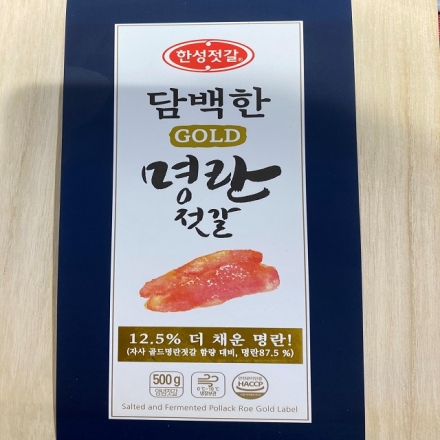 한성젓갈®
담백한
GOLD
명란
젓갈
12.5% 더 채운 명란!
(자사 골드명란젓갈 함량 대비, 명란87.5 %)
500g
HACCP
Salted and Fermented Pollack Roe Gold Label